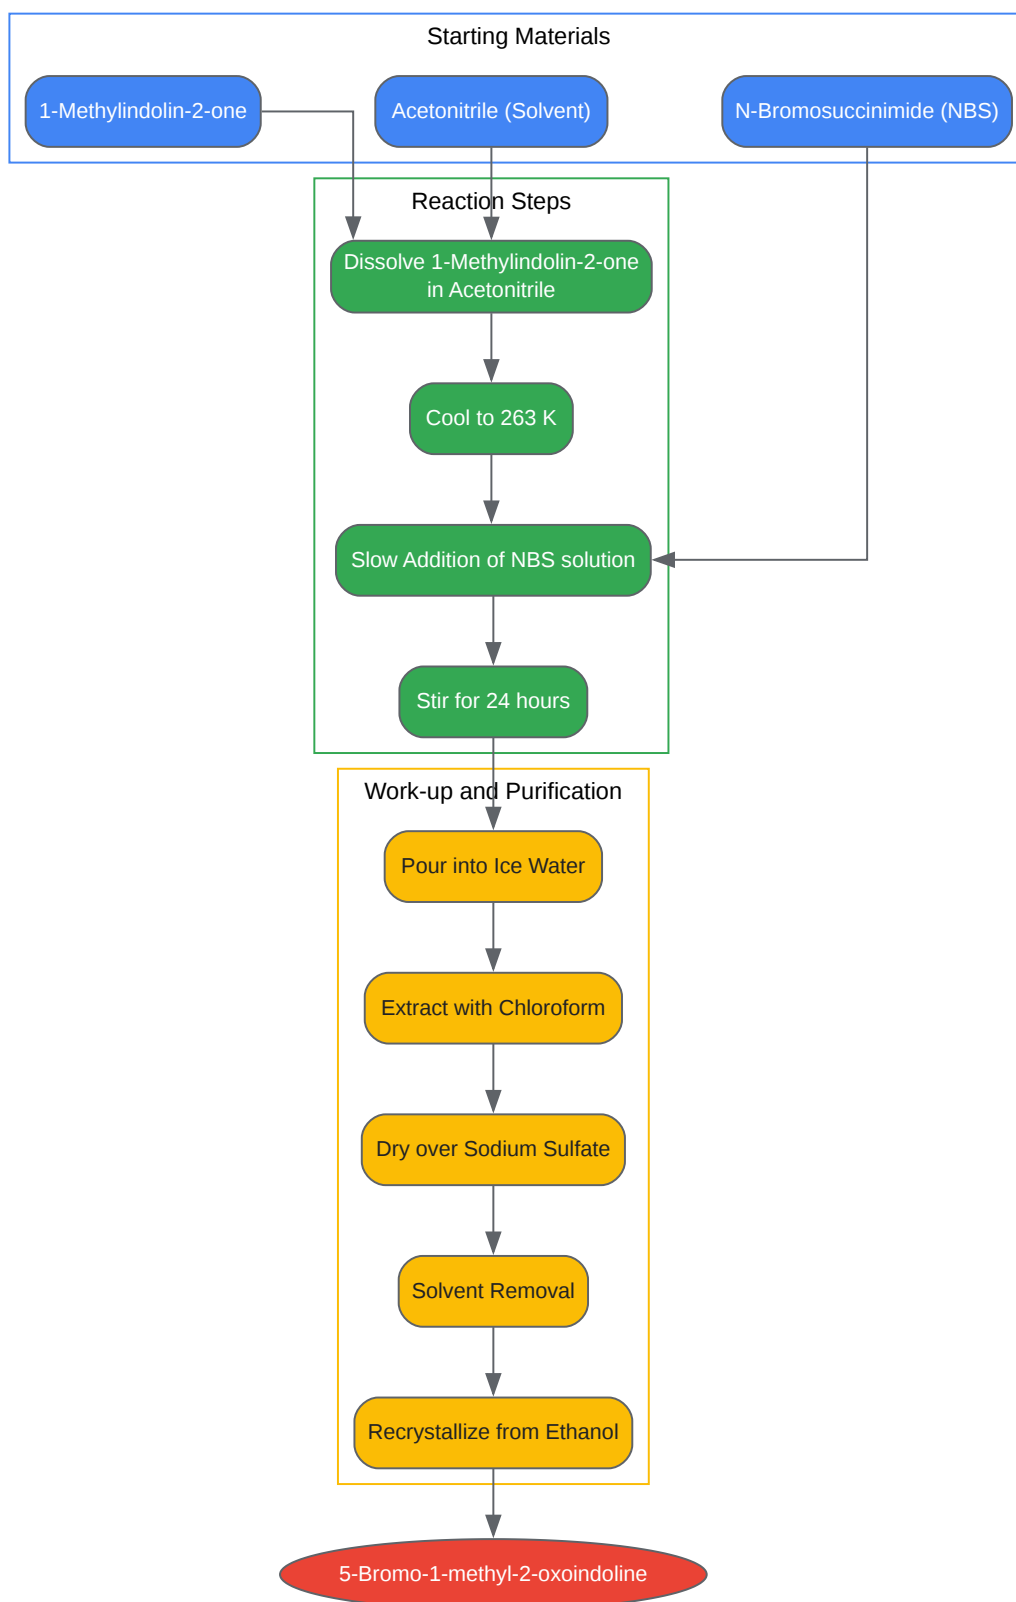 Starting Materials
1-Methylindolin-2-one
Acetonitrile (Solvent)
N-Bromosuccinimide (NBS)
Reaction Steps
Dissolve 1-Methylindolin-2-one
in Acetonitrile
Cool to 263 K
Slow Addition of NBS solution
Stir for 24 hours
Work-up and Purification
Pour into Ice Water
Extract with Chloroform
Dry over Sodium Sulfate
Solvent Removal
Recrystallize from Ethanol
5-Bromo-1-methyl-2-oxoindoline